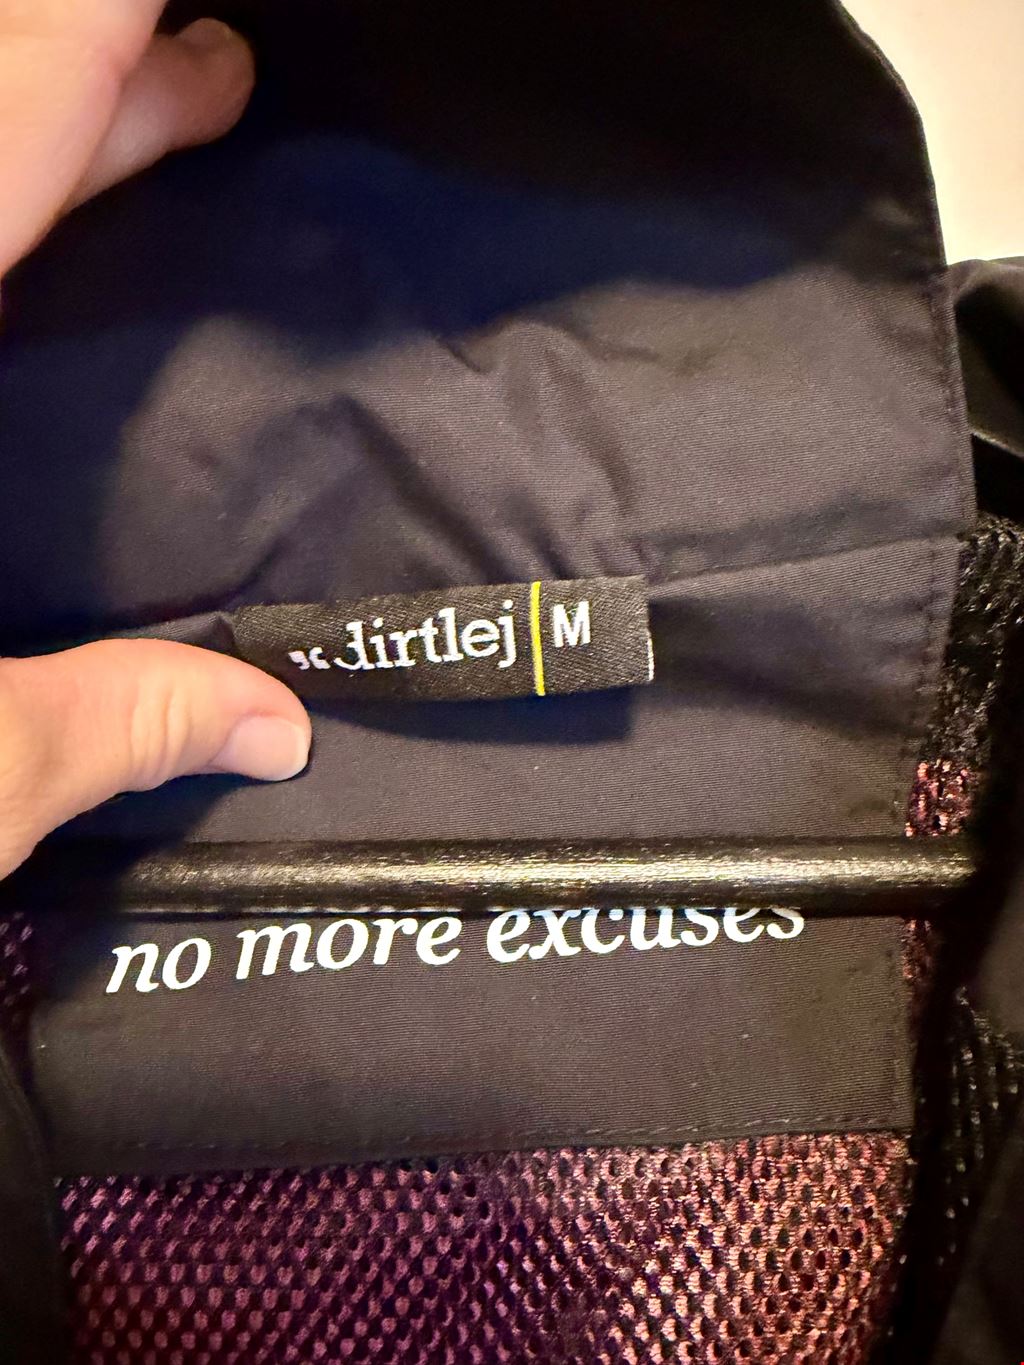 dirtlej M
no more excuses